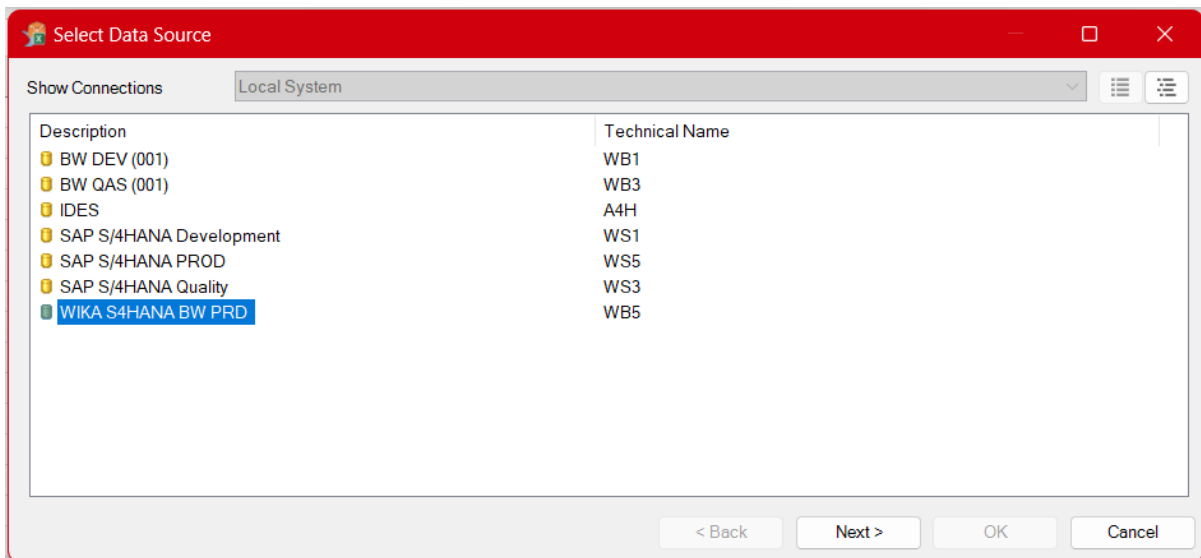 Select Data Source
Show Connections Local System
Description Technical Name
BW DEV (001) WB1
BW QAS (001) WB3
IDES A4H
SAP S/4HANA Development WS1
SAP S/4HANA PROD WS5
SAP S/4HANA Quality WS3
WIKA S4HANA BW PRD WB5
< Back Next > OK Cancel